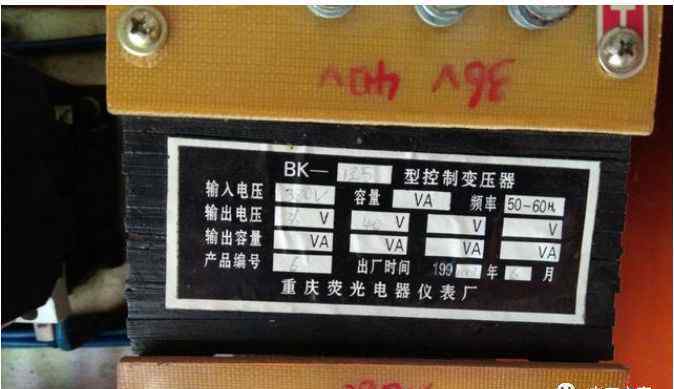 36V 40V
BK— 型控制变压器
输入电压 容量 VA 频率 50-60Hz
输出电压 V 40 V V V
输出容量 VA VA VA VA
产品编号 出厂时间 199 年 月
重庆荧光电器仪表厂